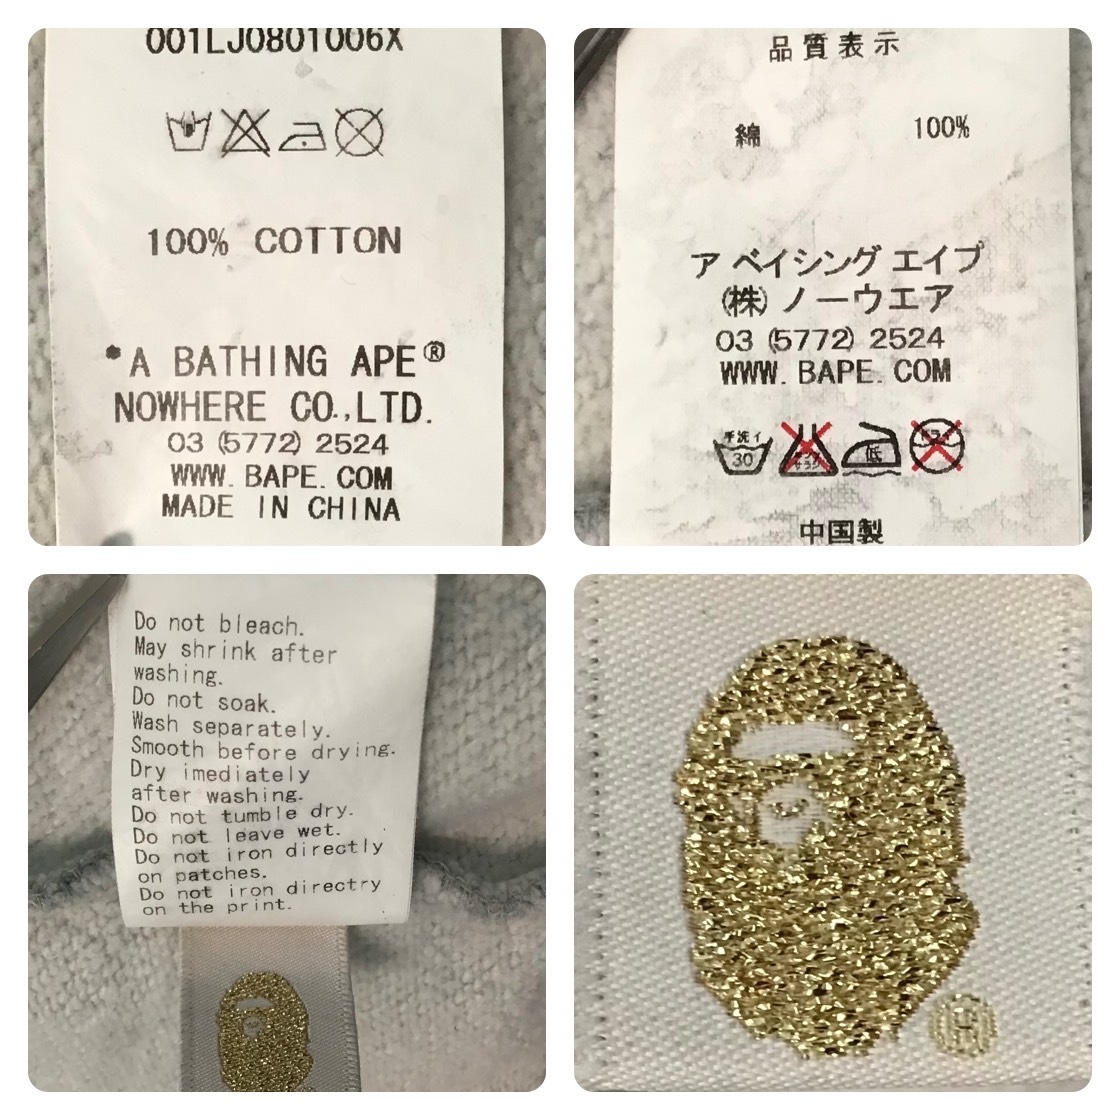 001LJ0801006X
100% COTTON
*A BATHING APE®
NOWHERE CO.,LTD.
03 (5772) 2524
WWW. BAPE. COM
MADE IN CHINA
品質表示
綿 100%
ア ベイシング エイプ
(株) ノーウエア
03 (5772) 2524
WWW. BAPE. COM
手洗イ
30
低
中国製
Do not bleach.
May shrink after
washing.
Do not soak.
Wash separately.
Smooth before drying.
Dry imediately
after washing.
Do not tumble dry.
Do not leave wet.
Do not iron directly
on patches.
Do not iron directry
on the print.
®